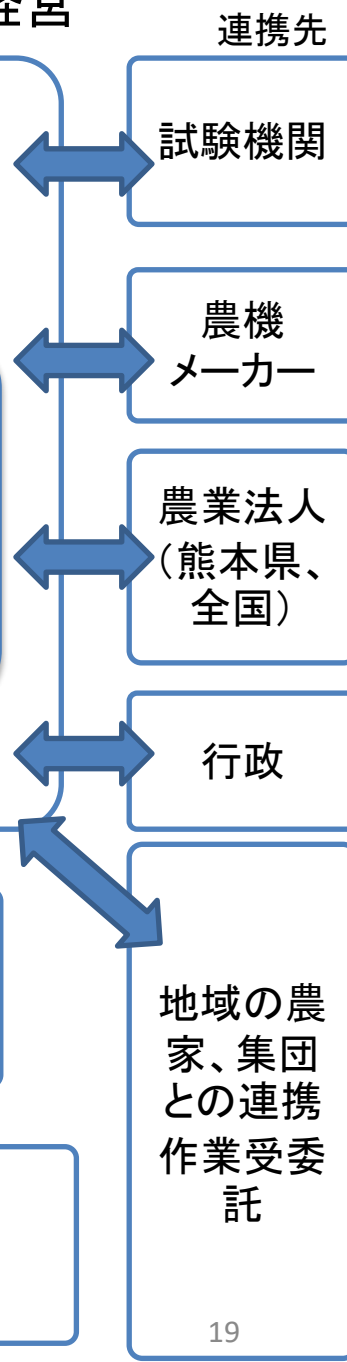 経営
連携先
試験機関
農機
メーカー
農業法人
（熊本県、
全国）
行政
地域の農
家、集団
との連携
作業受委
託
19